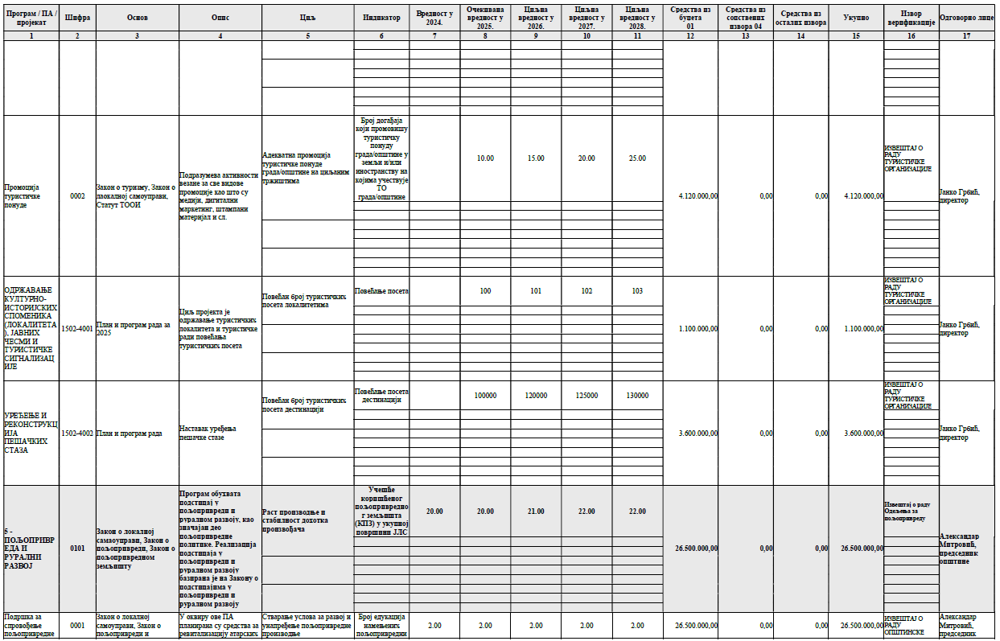 Програм / ПА / пројекат
Шифра
Основ
Опис
Циљ
Индикатор
Вредност у 2024.
Очекивана вредност у 2025.
Циљна вредност у 2026.
Циљна вредност у 2027.
Циљна вредност у 2028.
Средства из буџета 01
Средства из сопствених извора 04
Средства из осталих извора
Укупно
Извор верификације
Одговорно лице
1 2 3 4 5 6 7 8 9 10 11 12 13 14 15 16 17
Промоција
туристичке
понуде
0002
Закон о туризму, Закон о
лаокалној самоуправи,
Статут ТООИ
Подразумева активности
везане за све видове
промоције као што су
медији, дигитални
маркетинг, штампани
материјал и сл.
Адекватна промоција
туристичке понуде
града/општине на циљаним
тржиштима
Број догађаја
који промовишу
туристичку
понуду
града/општине у
земљи и/или
иностранству на
којима учествује
ТО
града/општине
10.00 15.00 20.00 25.00
4.120.000,00 0,00 0,00 4.120.000,00
ИЗВЕШТАЈ О
РАДУ
ТУРИСТИЧКЕ
ОРГАНИЗАЦИЈЕ
Јанко Грбић,
директор
ОДРЖАВАЊЕ
КУЛТУРНО-
ИСТОРИЈСКИХ
СПОМЕНИКА
(ЛОКАЛИТЕТА
), ЈАВНИХ
ЧЕСМИ И
ТУРИСТИЧКЕ
СИГНАЛИЗАЦ
ИЈЕ
1502-4001
План и програм рада за
2025
Циљ пројекта је
одржавање туристичких
локалитета и туристичке
ради повећања
туристичких посета
Повећан број туристичких
посета локалитетима
Повећање посета
100 101 102 103
1.100.000,00 0,00 0,00 1.100.000,00
ИЗВЕШТАЈ О
РАДУ
ТУРИСТИЧКЕ
ОРГАНИЗАЦИЈЕ
Јанко Грбић,
директор
УРЕЂЕЊЕ И
РЕКОНСТРУКЦ
ИЈА
ПЕШАЧКИХ
СТАЗА
1502-4002
План и програм рада
Наставак уређења
пешачке стазе
Повећан број туристичких
посета дестинацији
Повећање посета
дестинацији
100000 120000 125000 130000
3.600.000,00 0,00 0,00 3.600.000,00
ИЗВЕШТАЈ О
РАДУ
ТУРИСТИЧКЕ
ОРГАНИЗАЦИЈЕ
Јанко Грбић,
директор
5 -
ПОЉОПРИВР
ЕДА И
РУРАЛНИ
РАЗВОЈ
0101
Закон о локалној
самаоуправи, Закон о
пољопривреди, Закон о
пољопривредном
земљишту
Програм обухвата
подстицај у
пољопривреди и
руралном развоју, као
значајан део
пољопривредне
политике. Реализација
подстицаја у
пољопривреди и
руралном развоју
базирана је на Закону о
подстицајима у
пољопривреди и
руралном развоју
Раст производње и
стабилност дохотка
произвођача
Учешће
коришћеног
пољопривредно
г земљишта
(КПЗ) у укупној
површини ЈЛС
20.00 20.00 21.00 22.00 22.00
26.500.000,00 0,00 0,00 26.500.000,00
Извештај о раду
Одељења за
пољопривреду
Александар
Митровић,
председник
општине
Подршка за
спровођење
пољопривредне
0001
Закон о локалној
самоуправи, Закон о
пољопривреди и
У оквиру ове ПА
планирана су средства за
ревитализацију атарских
Стварање услова за развој и
унапређење пољопривредне
производње
Број едукација
намењених
пољопривредни
2.00 2.00 2.00 2.00 2.00
26.500.000,00 0,00 0,00 26.500.000,00
ИЗВЕШТАЈ О
РАДУ
ОПШТИНСКЕ
Александар
Митровић,
председник